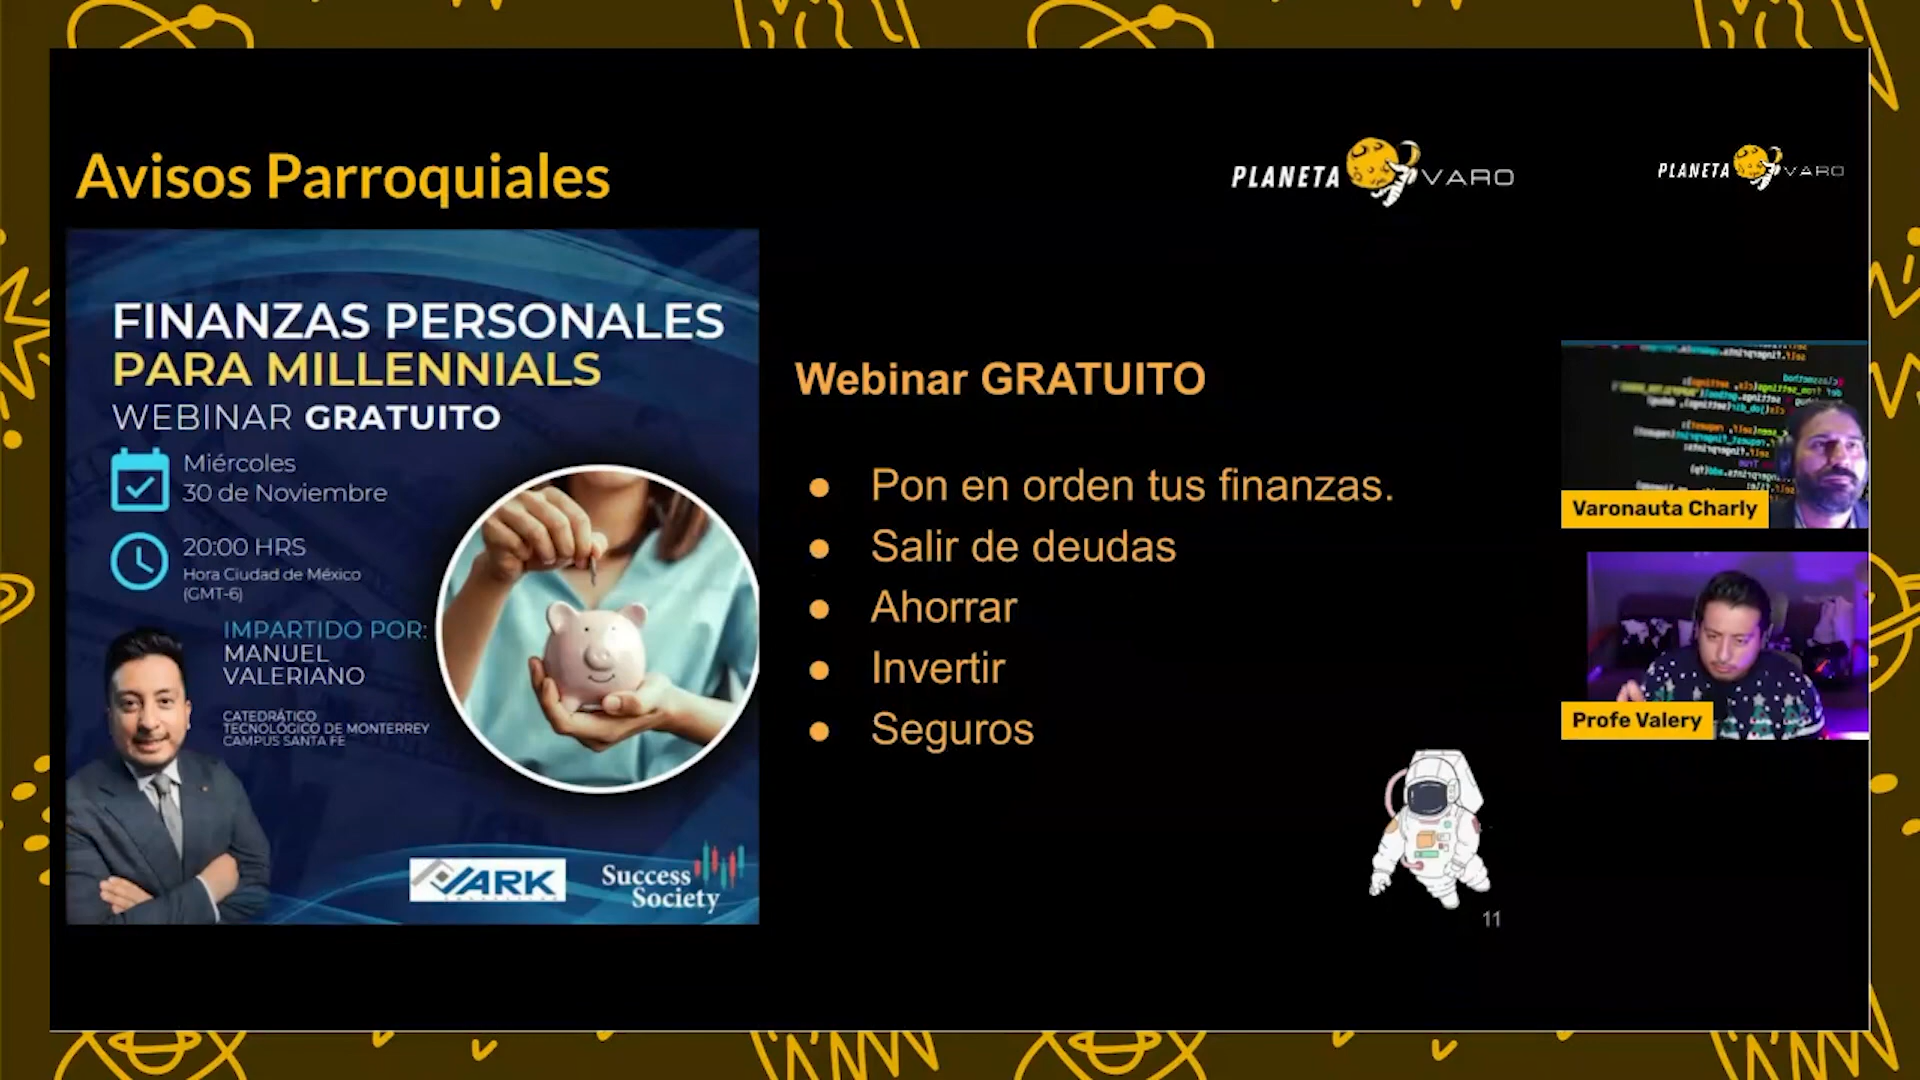 Avisos Parroquiales
PLANETA VARO
PLANETA VARO
FINANZAS PERSONALES
PARA MILLENNIALS
WEBINAR GRATUITO
Miércoles
30 de Noviembre
20:00 HRS
Hora Ciudad de México
(GMT-6)
IMPARTIDO POR:
MANUEL
VALERIANO
CATEDRÁTICO
TECNOLÓGICO DE MONTERREY
CAMPUS SANTA FE
VARK
Success
Society
Webinar GRATUITO
● Pon en orden tus finanzas.
● Salir de deudas
● Ahorrar
● Invertir
● Seguros
11
Varonauta Charly
Profe Valery